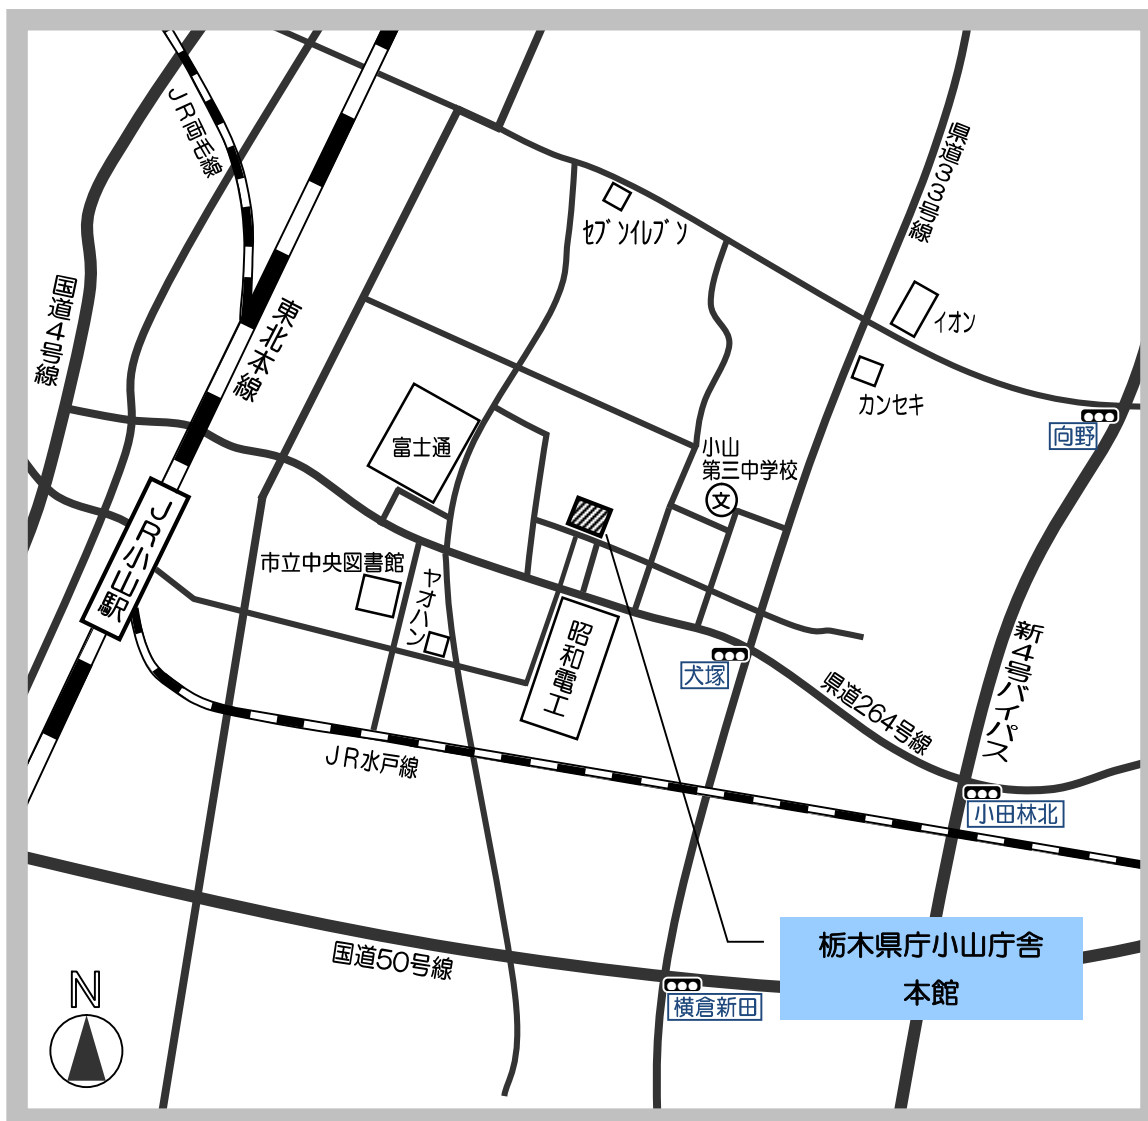 JR両毛線
県道33号線
セブンイレブン
国道4号線
イオン
東北本線
カンセキ
向野
富士通
小山
第三中学校
文
JR小山駅
市立中央図書館
ヤオハン
昭和電工
犬塚
新4号バイパス
県道264号線
JR水戸線
小田林北
栃木県庁小山庁舎
本館
国道50号線
N
横倉新田